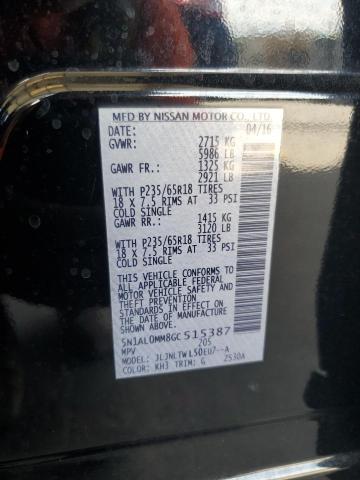 MFD BY NISSAN MOTOR CO., LTD.
DATE: 04/16
GVWR: 2715 KG
5986 LB
GAWR FR.: 1325 KG
2921 LB
WITH P235/65R18 TIRES
18 X 7.5 RIMS AT 33 PSI
COLD SINGLE
GAWR RR.: 1415 KG
3120 LB
WITH P235/65R18 TIRES
18 X 7.5 RIMS AT 33 PSI
COLD SINGLE
THIS VEHICLE CONFORMS TO
ALL APPLICABLE FEDERAL
MOTOR VEHICLE SAFETY AND
THEFT PREVENTION
STANDARDS IN EFFECT ON
THE DATE OF MANUFACTURE
SHOWN ABOVE.
5N1AL0MM8GC515387
MPV 205
MODEL: JLJNLTWL50EU7--A
COLOR: KH3 TRIM: G 2530A